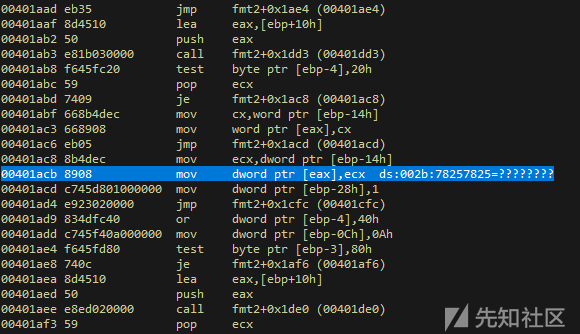 00401aad eb35 jmp fmt2+0x1ae4 (00401ae4)
00401aaf 8d4510 lea eax,[ebp+10h]
00401ab2 50 push eax
00401ab3 e81b030000 call fmt2+0x1dd3 (00401dd3)
00401ab8 f645fc20 test byte ptr [ebp-4],20h
00401abc 59 pop ecx
00401abd 7409 je fmt2+0x1ac8 (00401ac8)
00401abf 668b4dec mov cx,word ptr [ebp-14h]
00401ac3 668908 mov word ptr [eax],cx
00401ac6 eb05 jmp fmt2+0x1acd (00401acd)
00401ac8 8b4dec mov ecx,dword ptr [ebp-14h]
00401acb 8908 mov dword ptr [eax],ecx ds:002b:78257825=????????
00401acd c745d801000000 mov dword ptr [ebp-28h],1
00401ad4 e923020000 jmp fmt2+0x1cfc (00401cfc)
00401ad9 834dfc40 or dword ptr [ebp-4],40h
00401add c745f40a000000 mov dword ptr [ebp-0Ch],0Ah
00401ae4 f645fd80 test byte ptr [ebp-3],80h
00401ae8 740c je fmt2+0x1af6 (00401af6)
00401aea 8d4510 lea eax,[ebp+10h]
00401aed 50 push eax
00401aee e8ed020000 call fmt2+0x1de0 (00401de0)
00401af3 59 pop ecx
先知社区